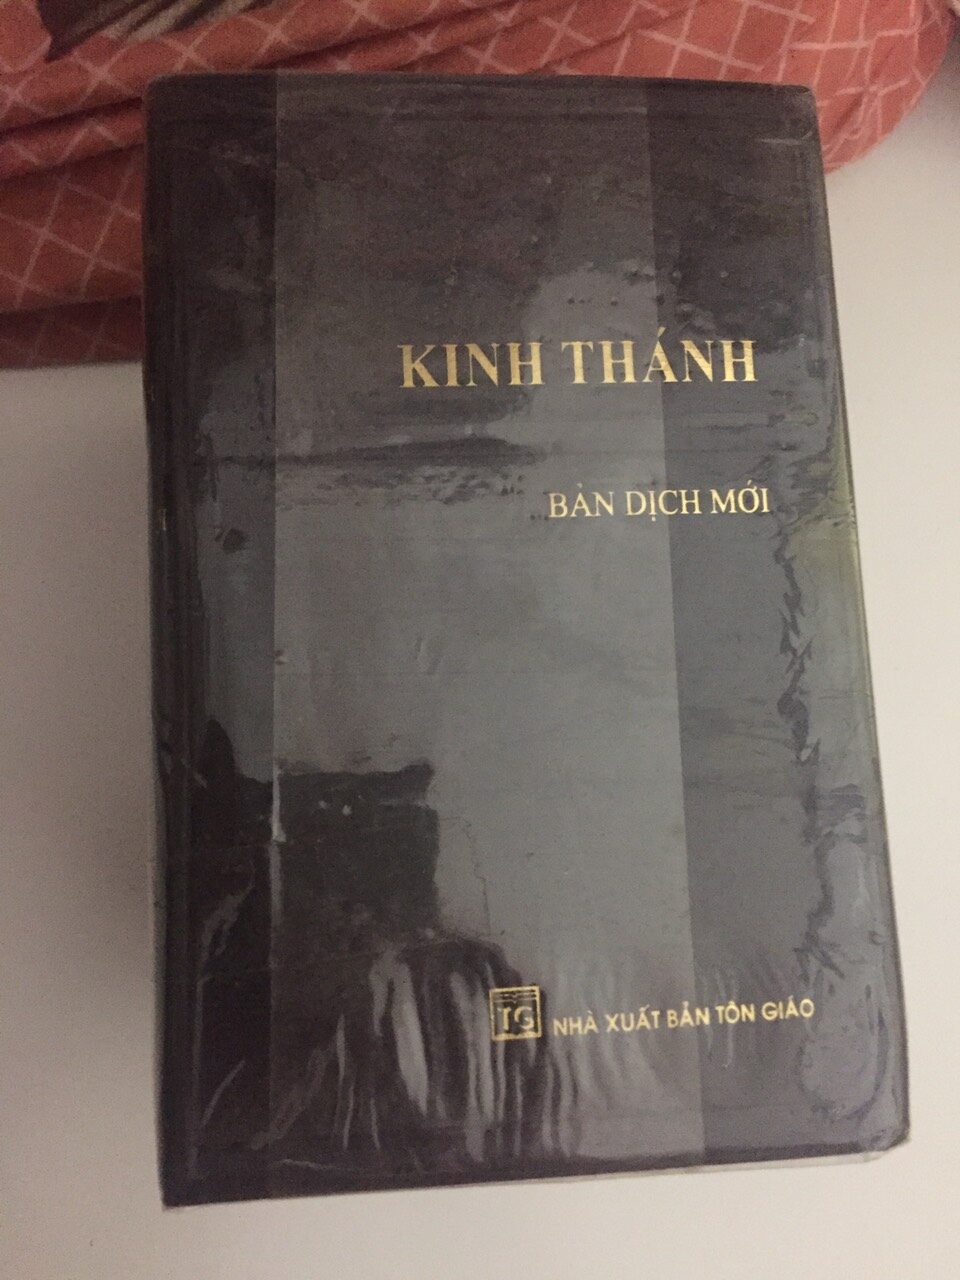 KINH THÁNH
BẢN DỊCH MỚI
TG NHÀ XUẤT BẢN TÔN GIÁO